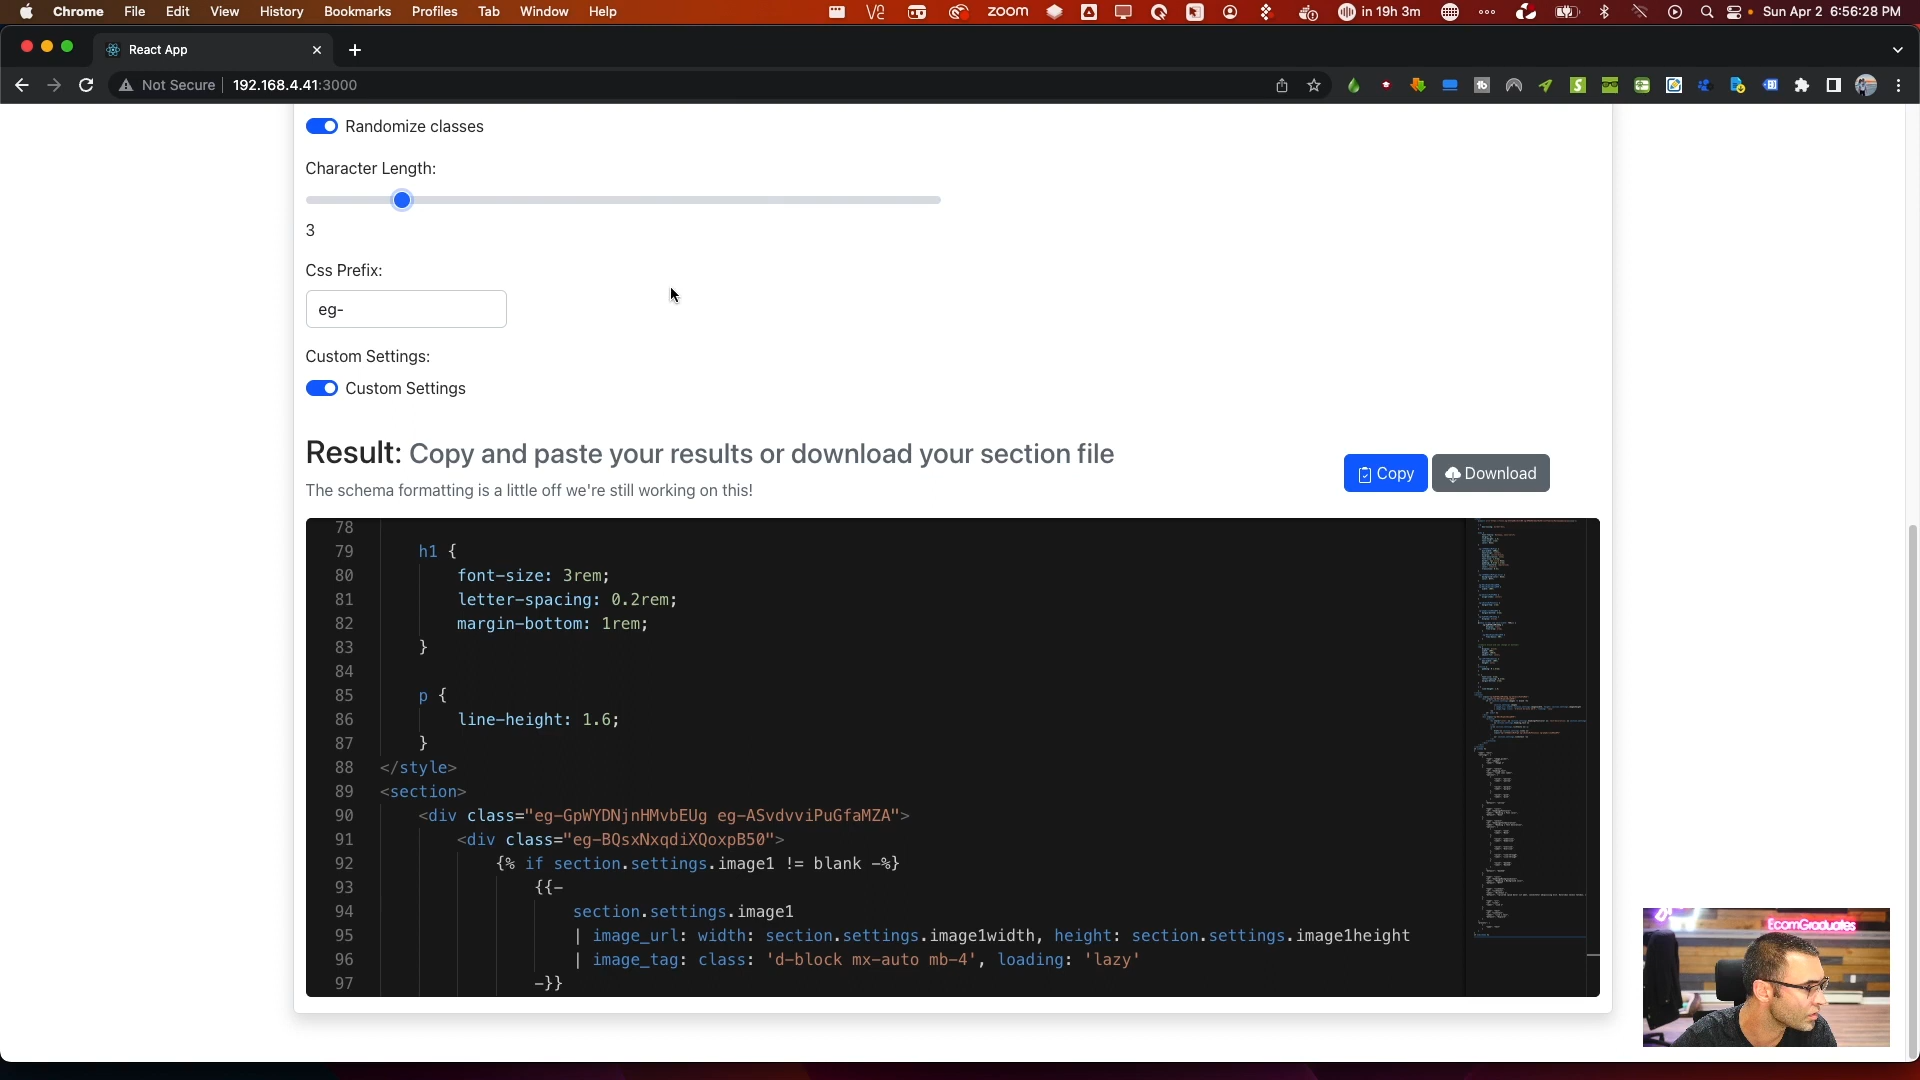 Chrome File Edit View History Bookmarks Profiles Tab Window Help zoom in 19h 3m Sun Apr 2 6:56:28 PM
React App
Not Secure 192.168.4.41:3000
Randomize classes
Character Length:
3
Css Prefix:
eg-
Custom Settings:
Custom Settings
Result: Copy and paste your results or download your section file
Copy Download
The schema formatting is a little off we're still working on this!
78
79 h1 {
80 font-size: 3rem;
81 letter-spacing: 0.2rem;
82 margin-bottom: 1rem;
83 }
84
85 p {
86 line-height: 1.6;
87 }
88 </style>
89 <section>
90 <div class="eg-GpWYDNjnHMvbEUg eg-ASvdvviPuGfaMZA">
91 <div class="eg-BQsxNxqdiXQoxpB50">
92 {% if section.settings.image1 != blank -%}
93 {{-
94 section.settings.image1
95 | image_url: width: section.settings.image1width, height: section.settings.image1height
96 | image_tag: class: 'd-block mx-auto mb-4', loading: 'lazy'
97 -}}
EcomGraduates